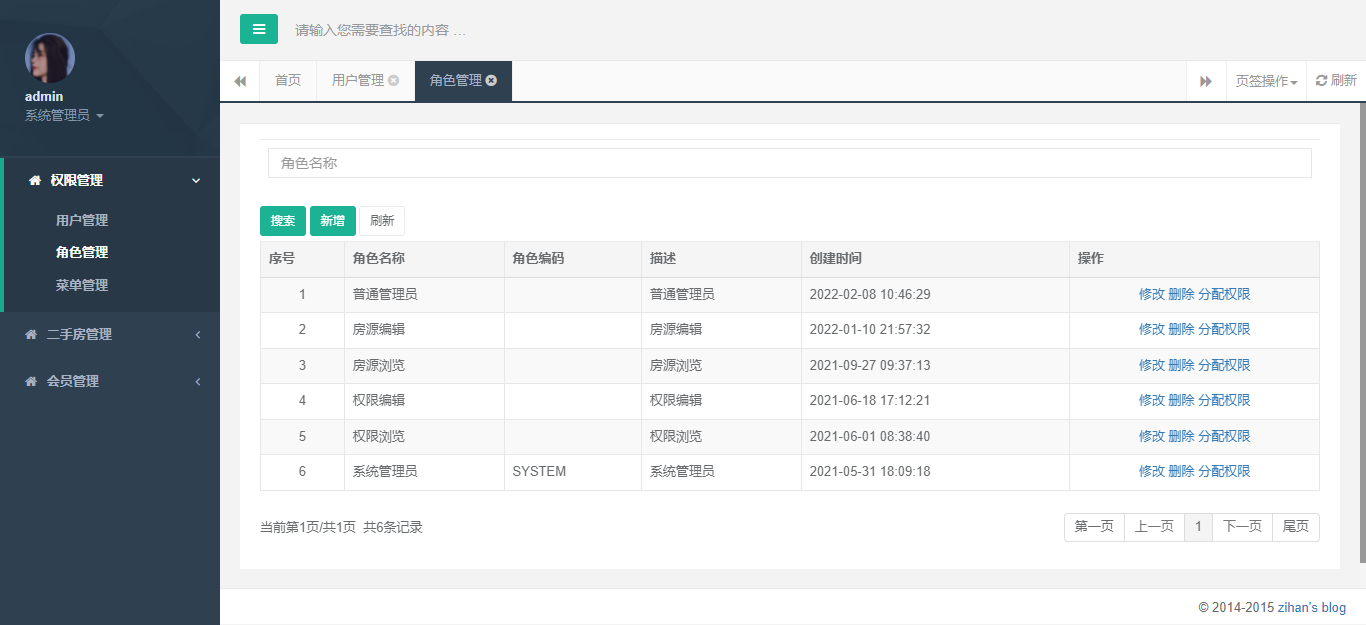 请输入您需要查找的内容 …
admin
系统管理员
首页 用户管理 角色管理 页签操作 刷新
权限管理
用户管理
角色管理
菜单管理
二手房管理
会员管理
角色名称
搜索 新增 刷新
序号 角色名称 角色编码 描述 创建时间 操作
1 普通管理员 普通管理员 2022-02-08 10:46:29 修改 删除 分配权限
2 房源编辑 房源编辑 2022-01-10 21:57:32 修改 删除 分配权限
3 房源浏览 房源浏览 2021-09-27 09:37:13 修改 删除 分配权限
4 权限编辑 权限编辑 2021-06-18 17:12:21 修改 删除 分配权限
5 权限浏览 权限浏览 2021-06-01 08:38:40 修改 删除 分配权限
6 系统管理员 SYSTEM 系统管理员 2021-05-31 18:09:18 修改 删除 分配权限
当前第1页/共1页 共6条记录 第一页 上一页 1 下一页 尾页
© 2014-2015 zihan's blog